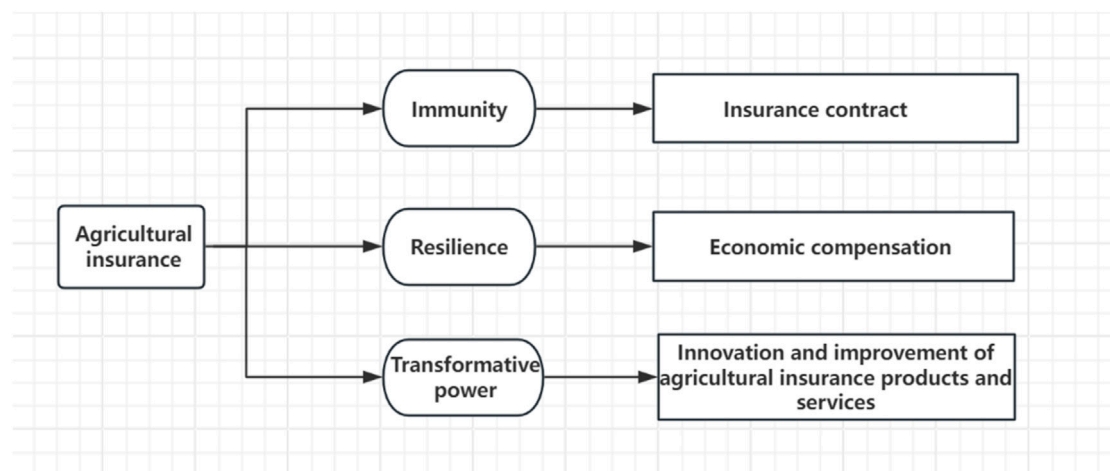 Immunity
Insurance contract
Agricultural
insurance
Resilience
Economic compensation
Transformative
power
Innovation and improvement of
agricultural insurance products and
services